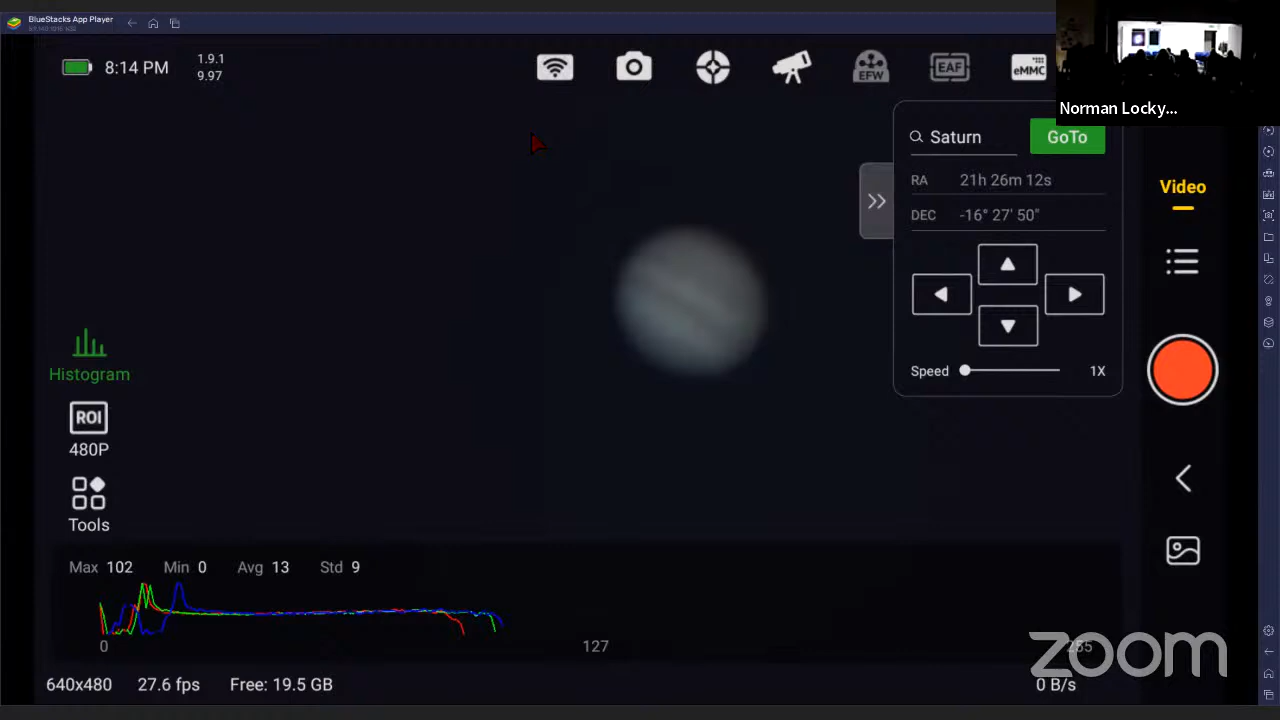 BlueStacks App Player
8:14 PM
1.9.1
9.97
EFW
EAF
eMMC
Norman Locky...
Saturn
GoTo
RA 21h 26m 12s
DEC -16° 27' 50"
Speed 1X
Video
Histogram
ROI
480P
Tools
Max 102 Min 0 Avg 13 Std 9
0 127 255
640x480 27.6 fps Free: 19.5 GB 0 B/s
zoom